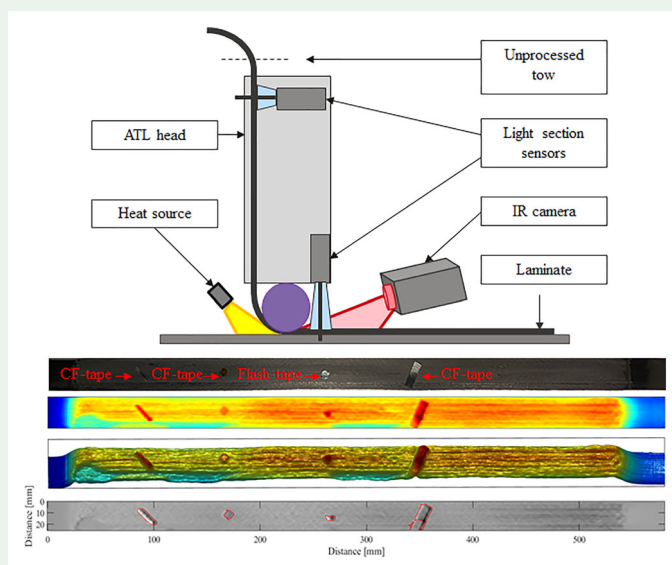 Unprocessed
tow
ATL head
Light section
sensors
Heat source
IR camera
Laminate
CF-tape
CF-tape
Flash-tape
CF-tape
Distance [mm]
0
10
20
0
100
200
300
400
500
Distance [mm]